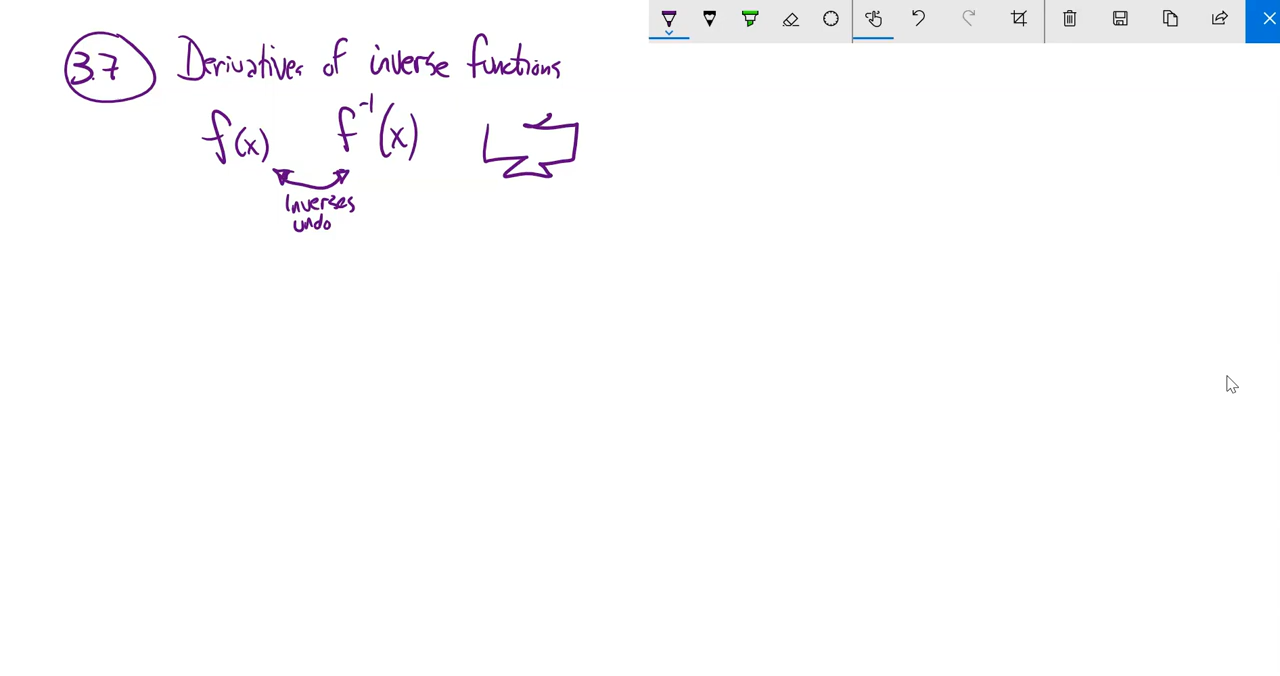 3.7 Derivatives of inverse functions
f(x) f⁻¹(x)
Inverses
undo